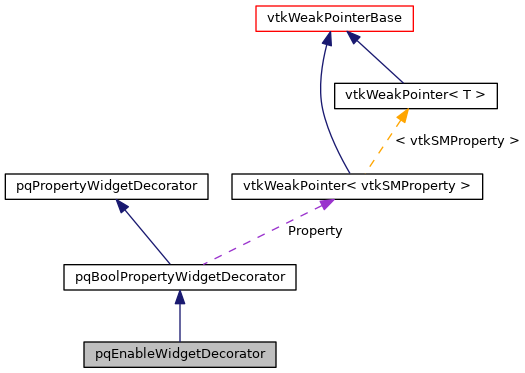 vtkWeakPointerBase
vtkWeakPointer< T >
< vtkSMProperty >
pqPropertyWidgetDecorator
vtkWeakPointer< vtkSMProperty >
Property
pqBoolPropertyWidgetDecorator
pqEnableWidgetDecorator